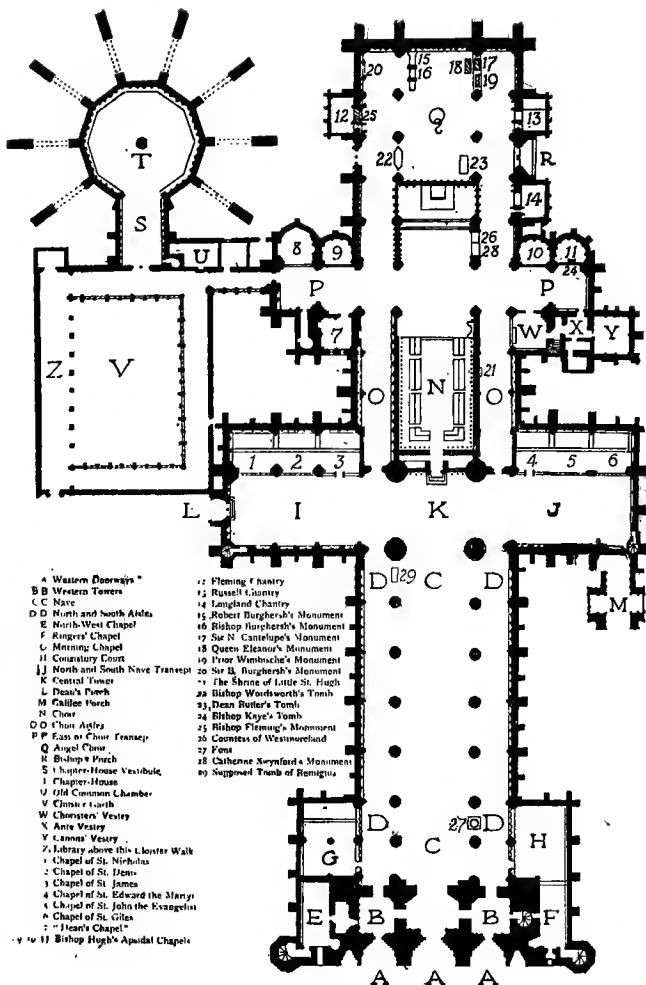 15
16
17
18
19
20
12
25
Q
13
T
22
23
R
14
S
U
8
9
26
28
10
11
24
P
P
7
W
X
Y
Z
V
N
21
O
O
1
2
3
4
5
6
L
I
K
J
D
29
C
D
M
D
C
27
D
G
H
E
B
B
F
A
A
A
A Western Doorways
B B Western Towers
C C Nave
D D North and South Aisles
E North-West Chapel
F Ringers' Chapel
G Morning Chapel
H Consistory Court
I J North and South Nave Transept
K Central Tower
L Dean's Porch
M Galilee Porch
N Choir
O O Choir Aisles
P P East or Choir Transept
Q Angel Choir
R Bishop's Porch
S Chapter-House Vestibule
T Chapter-House
U Old Common Chamber
V Cloister Garth
W Choristers' Vestry
X Ante Vestry
Y Canons' Vestry
Z Library above this Cloister Walk
1 Chapel of St. Nicholas
2 Chapel of St. Denis
3 Chapel of St. James
4 Chapel of St. Edward the Martyr
5 Chapel of St. John the Evangelist
6 Chapel of St. Giles
7 "Dean's Chapel"
9 10 11 Bishop Hugh's Apsidal Chapels
12 Fleming Chantry
13 Russell Chantry
14 Longland Chantry
15 Robert Burghersh's Monument
16 Bishop Burghersh's Monument
17 Sir N. Cantelupe's Monument
18 Queen Eleanor's Monument
19 Prior Wimbische's Monument
20 Sir B. Burghersh's Monument
21 The Shrine of Little St. Hugh
22 Bishop Wordsworth's Tomb
23 Dean Butler's Tomb
24 Bishop Kaye's Tomb
25 Bishop Fleming's Monument
26 Countess of Westmoreland
27 Font
28 Catherine Swynford's Monument
29 Supposed Tomb of Remigius